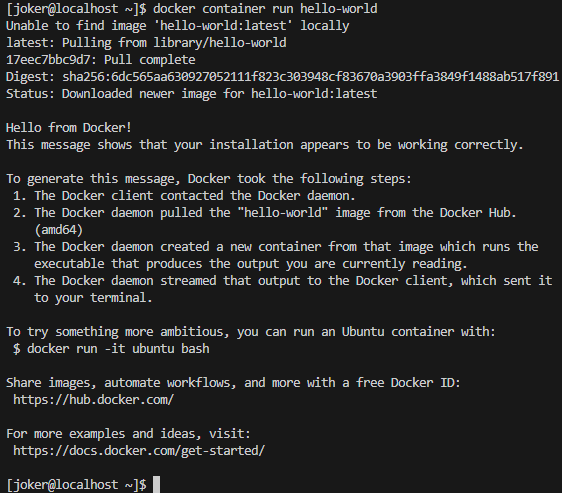 [joker@localhost ~]$ docker container run hello-world
Unable to find image 'hello-world:latest' locally
latest: Pulling from library/hello-world
17eec7bbc9d7: Pull complete
Digest: sha256:6dc565aa630927052111f823c303948cf83670a3903ffa3849f1488ab517f891
Status: Downloaded newer image for hello-world:latest

Hello from Docker!
This message shows that your installation appears to be working correctly.

To generate this message, Docker took the following steps:
 1. The Docker client contacted the Docker daemon.
 2. The Docker daemon pulled the "hello-world" image from the Docker Hub.
    (amd64)
 3. The Docker daemon created a new container from that image which runs the
    executable that produces the output you are currently reading.
 4. The Docker daemon streamed that output to the Docker client, which sent it
    to your terminal.

To try something more ambitious, you can run an Ubuntu container with:
 $ docker run -it ubuntu bash

Share images, automate workflows, and more with a free Docker ID:
 https://hub.docker.com/

For more examples and ideas, visit:
 https://docs.docker.com/get-started/

[joker@localhost ~]$